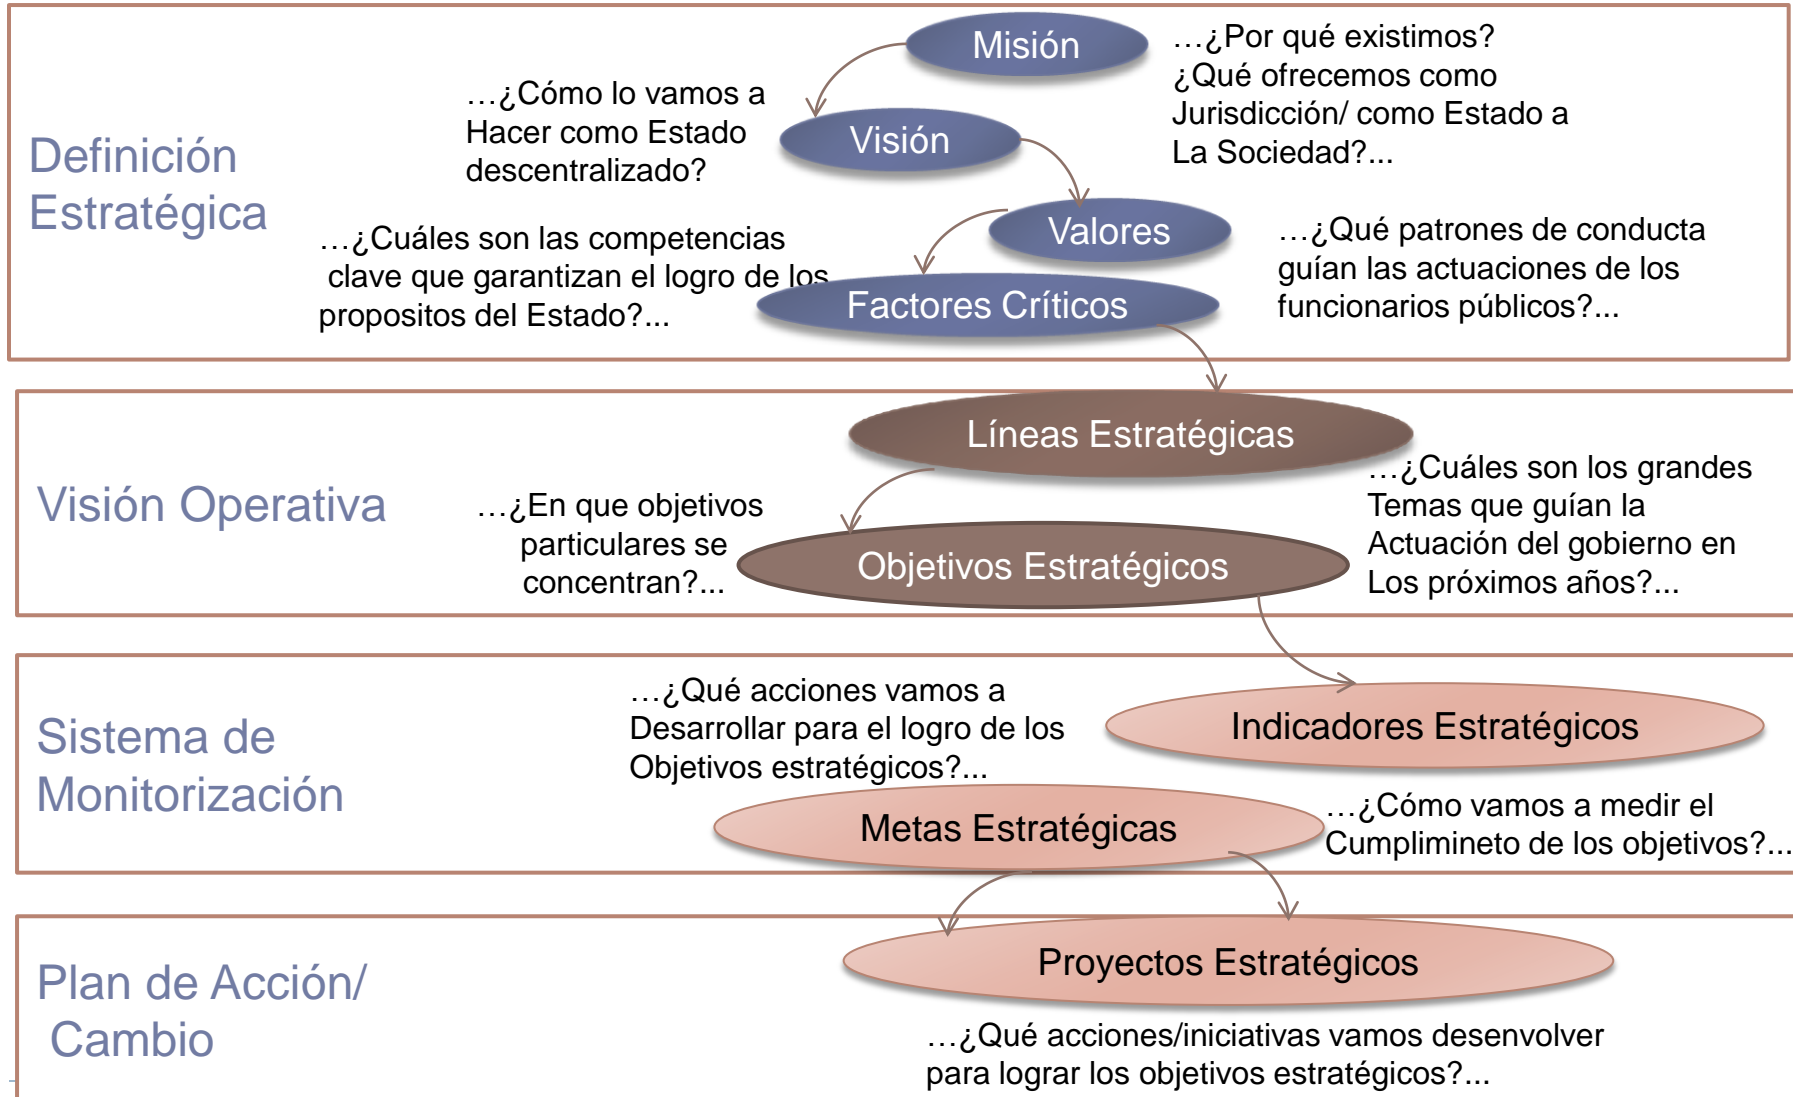 Definición
Estratégica
Misión
…¿Por qué existimos?
¿Qué ofrecemos como
Jurisdicción/ como Estado a
La Sociedad?...
…¿Cómo lo vamos a
Hacer como Estado
descentralizado?
Visión
Valores
…¿Qué patrones de conducta
guían las actuaciones de los
funcionarios públicos?...
…¿Cuáles son las competencias
clave que garantizan el logro de los
propositos del Estado?...
Factores Críticos
Visión Operativa
Líneas Estratégicas
…¿Cuáles son los grandes
Temas que guían la
Actuación del gobierno en
Los próximos años?...
…¿En que objetivos
particulares se
concentran?...
Objetivos Estratégicos
Sistema de
Monitorización
…¿Qué acciones vamos a
Desarrollar para el logro de los
Objetivos estratégicos?...
Indicadores Estratégicos
Metas Estratégicas
…¿Cómo vamos a medir el
Cumplimineto de los objetivos?...
Plan de Acción/
Cambio
Proyectos Estratégicos
…¿Qué acciones/iniciativas vamos desenvolver
para lograr los objetivos estratégicos?...